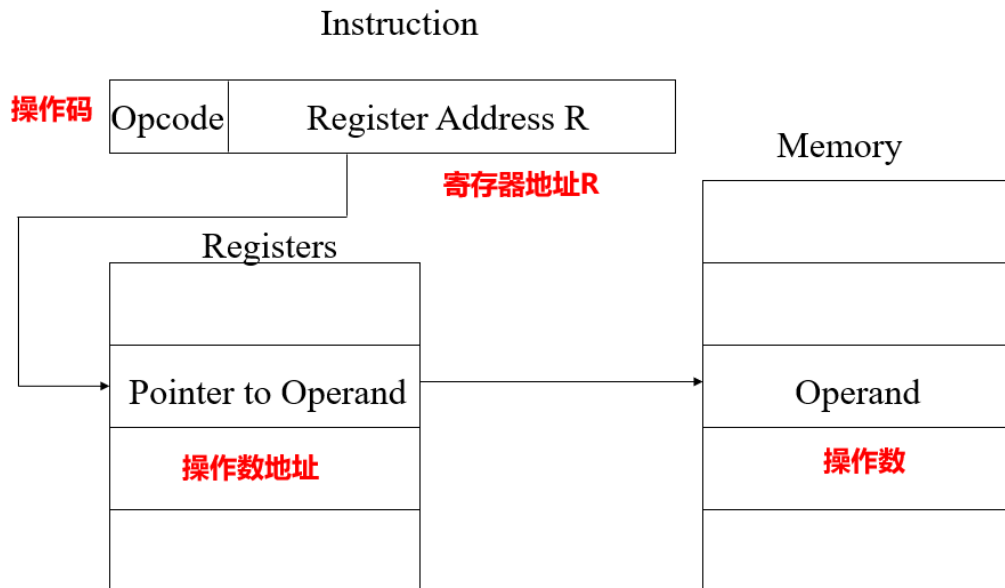 Instruction
操作码
Opcode
Register Address R
寄存器地址R
Memory
Registers
Pointer to Operand
Operand
操作数地址
操作数